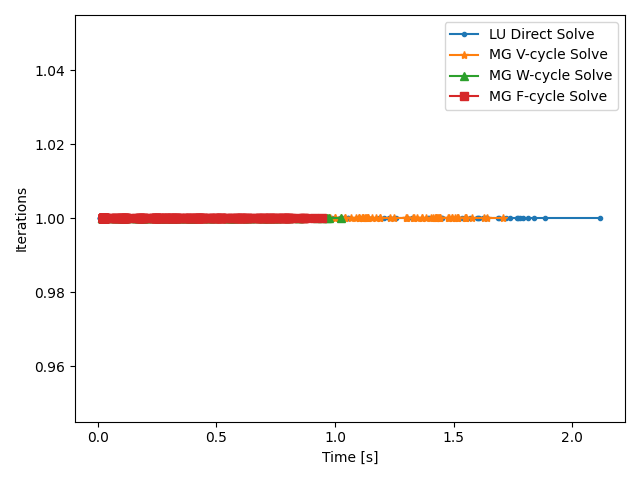 LU Direct Solve
MG V-cycle Solve
MG W-cycle Solve
MG F-cycle Solve
1.04
1.02
1.00
0.98
0.96
Iterations
0.0 0.5 1.0 1.5 2.0
Time [s]